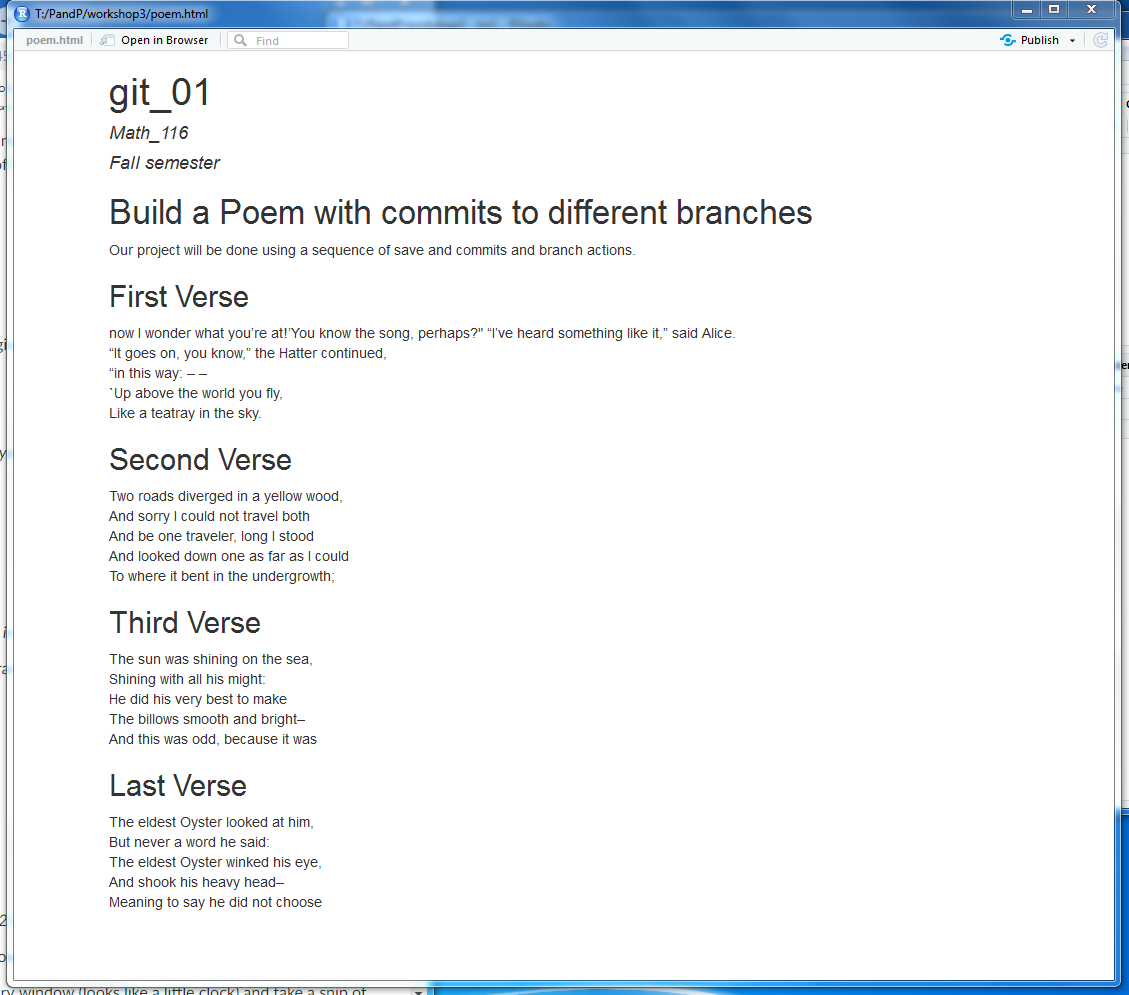 T:/PandP/workshop3/poem.html
poem.html Open in Browser Find Publish
git_01
Math_116
Fall semester
Build a Poem with commits to different branches
Our project will be done using a sequence of save and commits and branch actions.
First Verse
now I wonder what you’re at!’You know the song, perhaps?" “I’ve heard something like it,” said Alice.
“It goes on, you know,” the Hatter continued,
“in this way: – –
`Up above the world you fly,
Like a teatray in the sky.
Second Verse
Two roads diverged in a yellow wood,
And sorry I could not travel both
And be one traveler, long I stood
And looked down one as far as I could
To where it bent in the undergrowth;
Third Verse
The sun was shining on the sea,
Shining with all his might:
He did his very best to make
The billows smooth and bright–
And this was odd, because it was
Last Verse
The eldest Oyster looked at him,
But never a word he said:
The eldest Oyster winked his eye,
And shook his heavy head–
Meaning to say he did not choose
ry window (looks like a little clock) and take a snip of